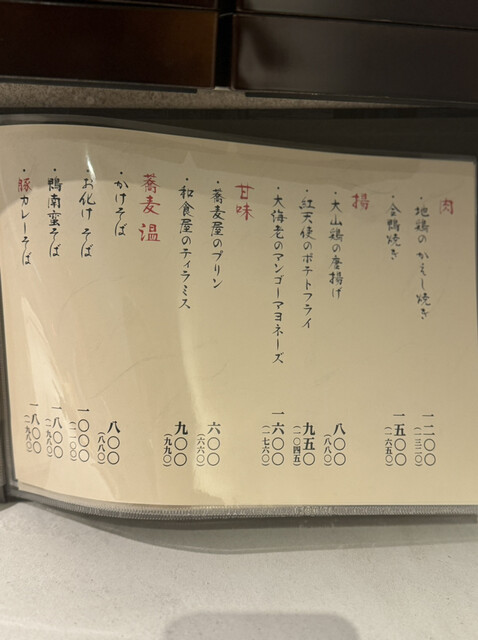 肉
・地鶏のかえし焼き 一二〇〇 (一三二〇)
・合鴨焼き 一五〇〇 (一六五〇)
揚
・大山鶏の唐揚げ 八〇〇 (八八〇)
・紅天使のポテトフライ 九五〇 (一〇四五)
・大海老のマンゴーマヨネーズ 一六〇〇 (一七六〇)
甘味
・蕎麦屋のプリン 六〇〇 (六六〇)
・和食屋のティラミス 九〇〇 (九九〇)
蕎麦 温
・かけそば 八〇〇 (八八〇)
・お化け そば 一〇〇〇 (一一〇〇)
・鴨南蛮そば 一八〇〇 (一九八〇)
・豚カレーそば 一八〇〇 (一九八〇)